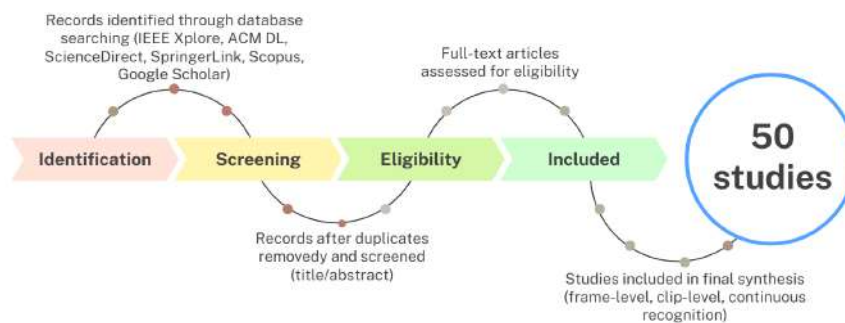 Records identified through database
searching (IEEE Xplore, ACM DL,
ScienceDirect, SpringerLink, Scopus,
Google Scholar)
Full-text articles
assessed for eligibility
Identification
Screening
Eligibility
Included
50
studies
Records after duplicates
removedy and screened
(title/abstract)
Studies included in final synthesis
(frame-level, clip-level, continuous
recognition)